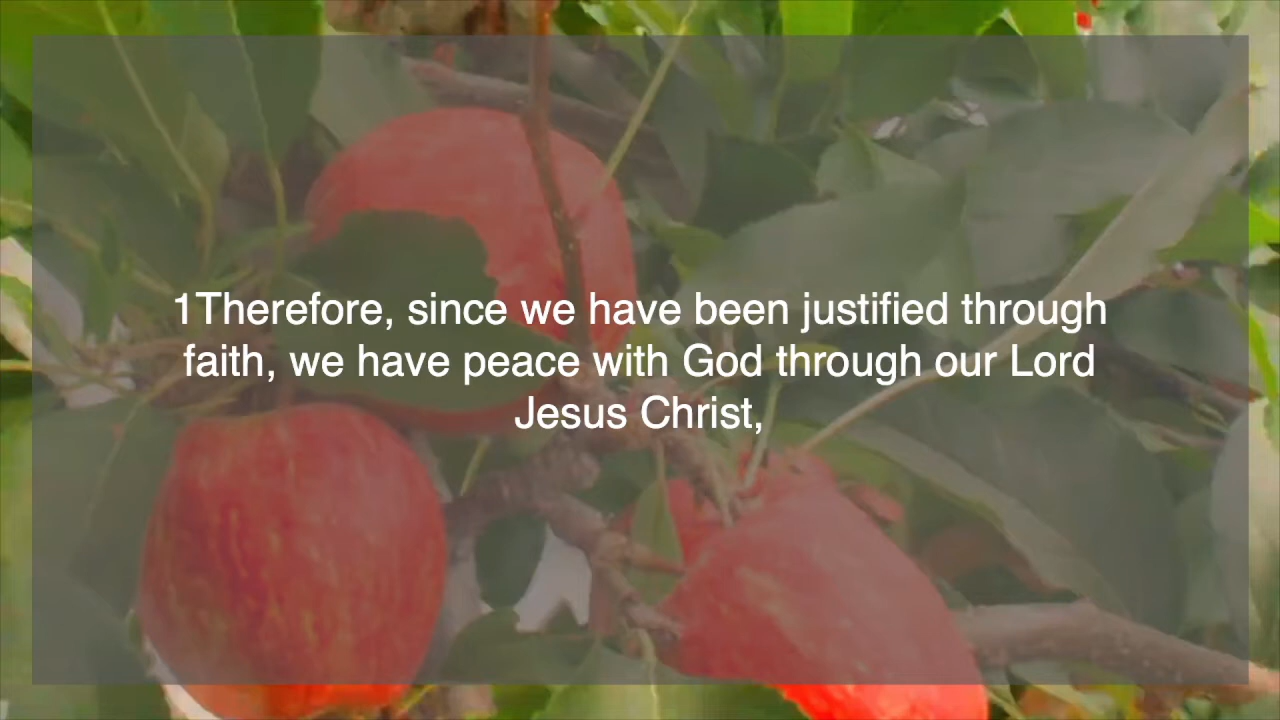 1Therefore, since we have been justified through
faith, we have peace with God through our Lord
Jesus Christ,